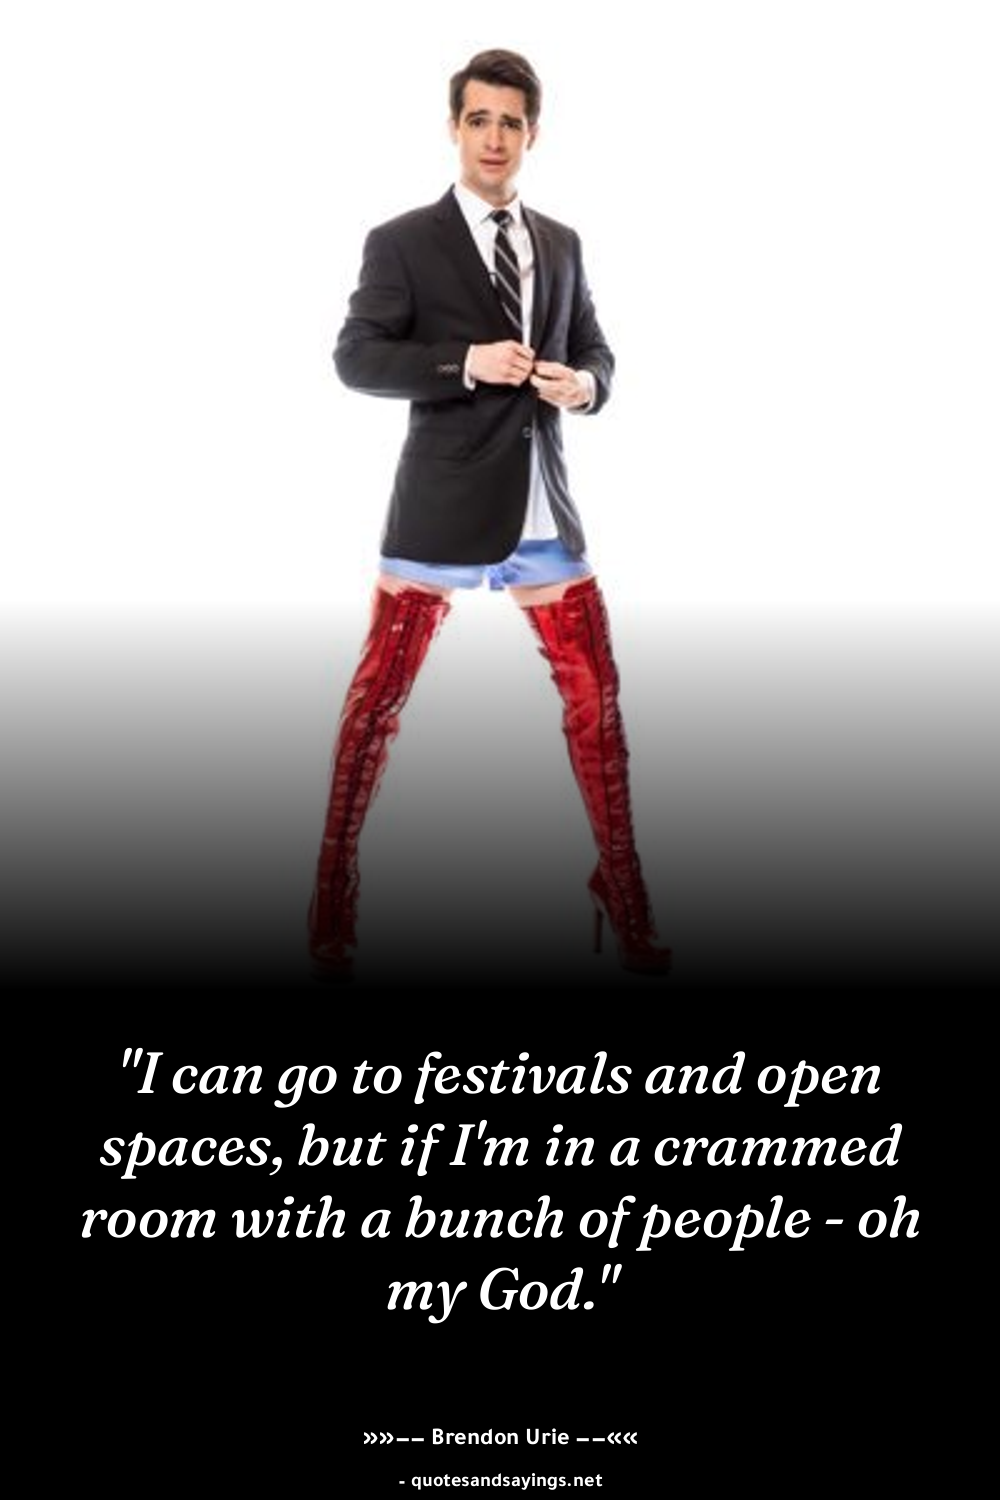 "I can go to festivals and open
spaces, but if I'm in a crammed
room with a bunch of people - oh
my God."
»»−− Brendon Urie −−««
- quotesandsayings.net